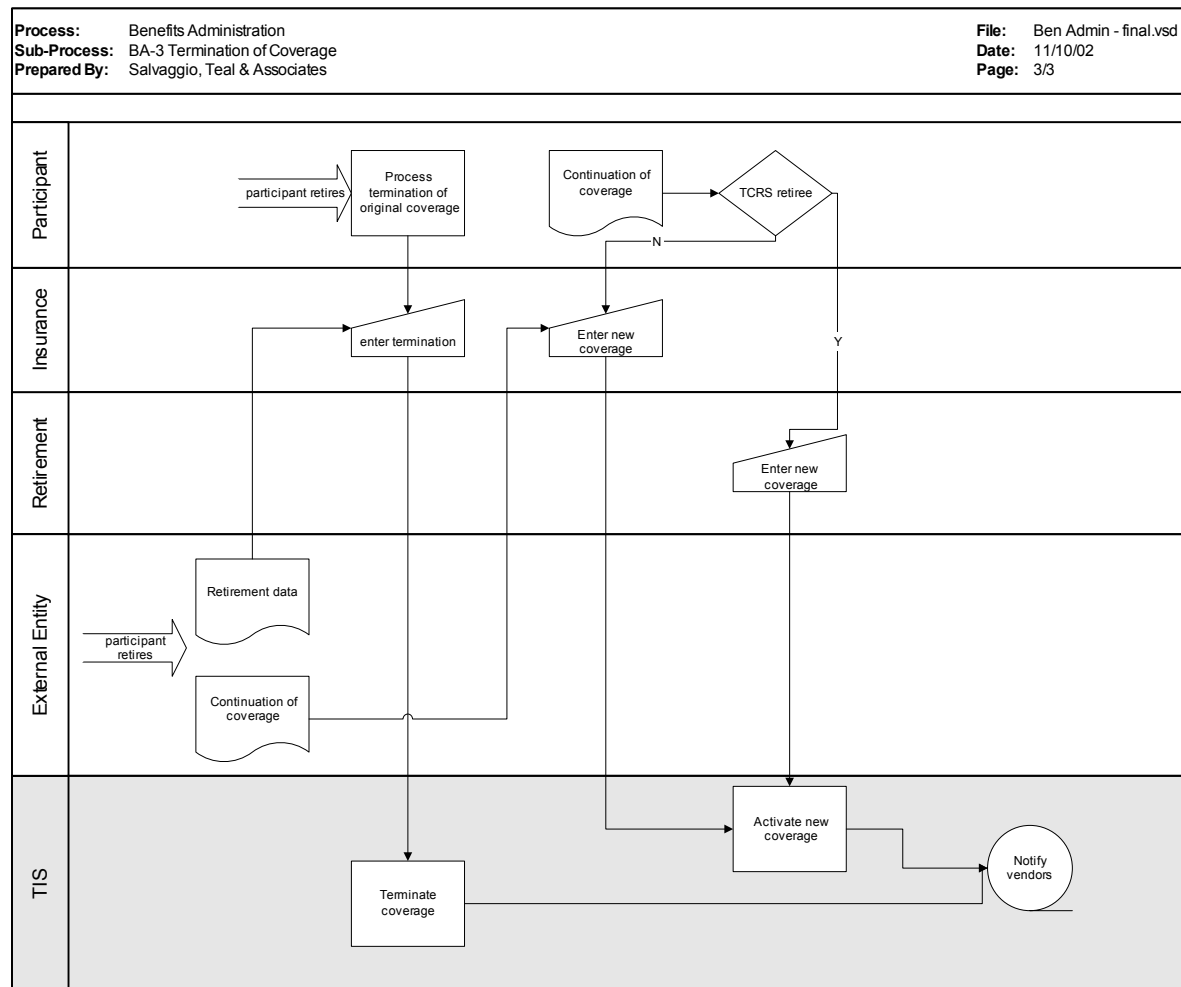 Process: Benefits Administration
Sub-Process: BA-3 Termination of Coverage
Prepared By: Salvaggio, Teal & Associates
File: Ben Admin - final.vsd
Date: 11/10/02
Page: 3/3
Participant
participant retires
Process
termination of
original coverage
Continuation of
coverage
TCRS retiree
N
Insurance
enter termination
Enter new
coverage
Y
Retirement
Enter new
coverage
External Entity
Retirement data
participant
retires
Continuation of
coverage
TIS
Activate new
coverage
Notify
vendors
Terminate
coverage